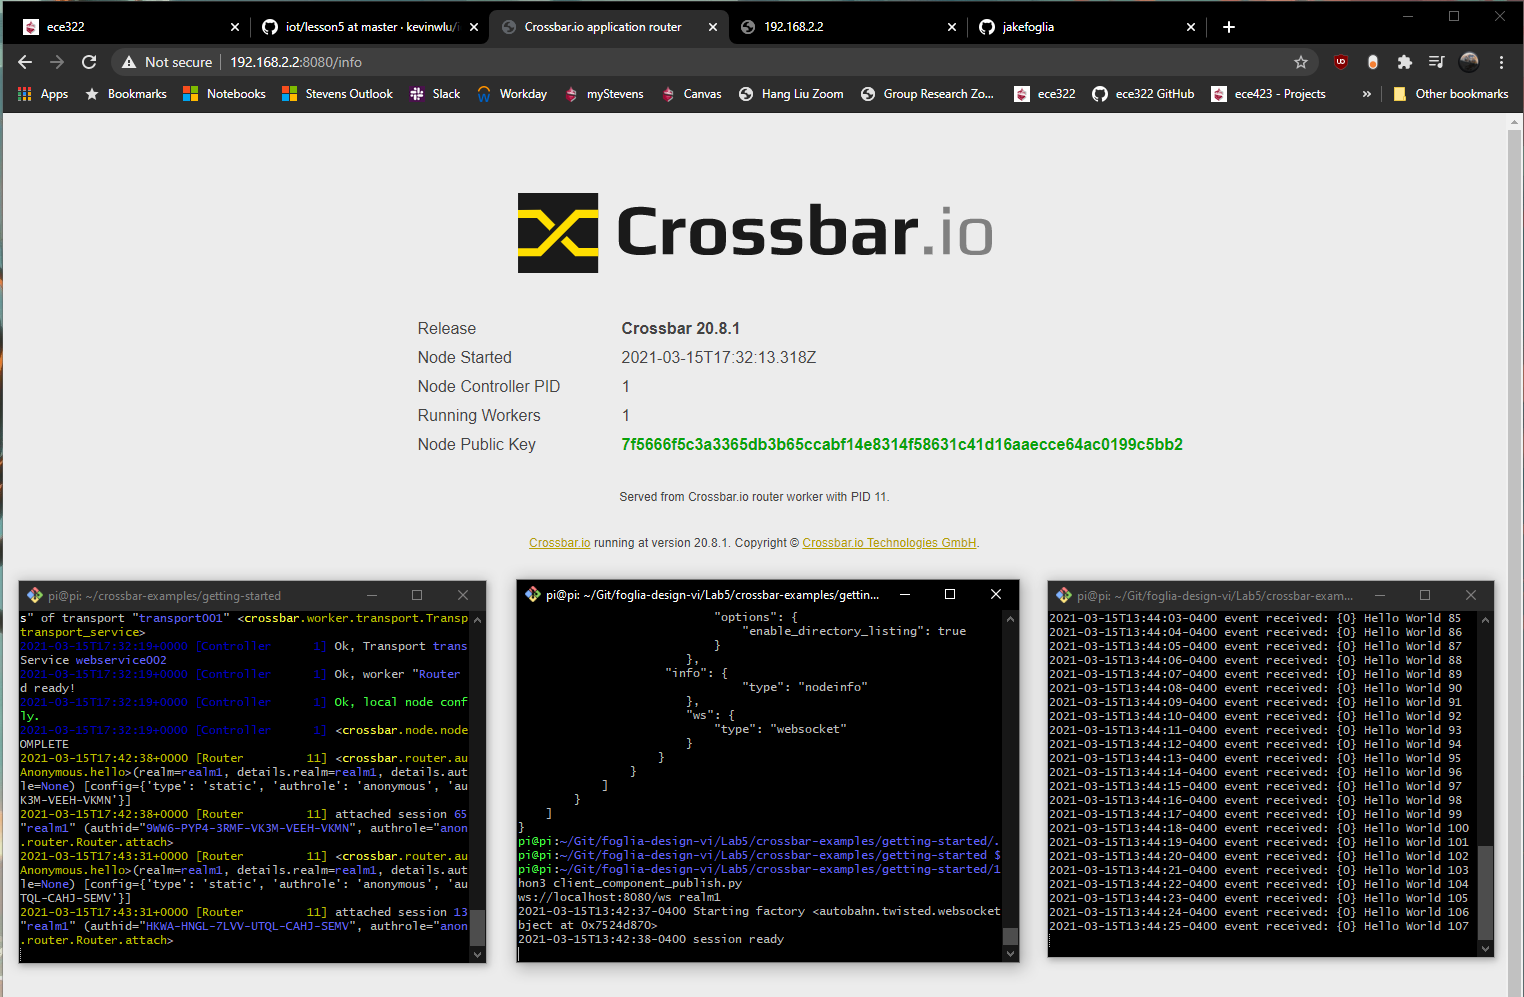 ece322
iot/lesson5 at master · kevinwlu/i
Crossbar.io application router
192.168.2.2
jakefoglia
Not secure
192.168.2.2:8080/info
Apps
Bookmarks
Notebooks
Stevens Outlook
Slack
Workday
myStevens
Canvas
Hang Liu Zoom
Group Research Zo...
ece322
ece322 GitHub
ece423 - Projects
»
Other bookmarks
Crossbar.io
Release Crossbar 20.8.1
Node Started 2021-03-15T17:32:13.318Z
Node Controller PID 1
Running Workers 1
Node Public Key 7f5666f5c3a3365db3b65ccabf14e8314f58631c41d16aaecce64ac0199c5bb2
Served from Crossbar.io router worker with PID 11.
Crossbar.io running at version 20.8.1. Copyright © Crossbar.io Technologies GmbH.
pi@pi: ~/crossbar-examples/getting-started
s" of transport "transport001" <crossbar.worker.transport.Transp
transport_service>
2021-03-15T17:32:19+0000 [Controller 1] Ok, Transport trans
Service webservice002
2021-03-15T17:32:19+0000 [Controller 1] Ok, worker "Router
d ready!
2021-03-15T17:32:19+0000 [Controller 1] Ok, local node conf
ly.
2021-03-15T17:32:19+0000 [Controller 1] <crossbar.node.node
OMPLETE
2021-03-15T17:42:38+0000 [Router 11] <crossbar.router.au
Anonymous.hello>(realm=realm1, details.realm=realm1, details.aut
le=None) [config={'type': 'static', 'authrole': 'anonymous', 'au
K3M-VEEH-VKMN'}]
2021-03-15T17:42:38+0000 [Router 11] attached session 65
"realm1" (authid="9WW6-PYP4-3RMF-VK3M-VEEH-VKMN", authrole="anon
.router.Router.attach>
2021-03-15T17:43:31+0000 [Router 11] <crossbar.router.au
Anonymous.hello>(realm=realm1, details.realm=realm1, details.aut
le=None) [config={'type': 'static', 'authrole': 'anonymous', 'au
TQL-CAHJ-SEMV'}]
2021-03-15T17:43:31+0000 [Router 11] attached session 13
"realm1" (authid="HKWA-HNGL-7LVV-UTQL-CAHJ-SEMV", authrole="anon
.router.Router.attach>
pi@pi: ~/Git/foglia-design-vi/Lab5/crossbar-examples/gettin...
"options": {
"enable_directory_listing": true
}
},
"info": {
"type": "nodeinfo"
},
"ws": {
"type": "websocket"
}
}
}
]
}
]
}
pi@pi:~/Git/foglia-design-vi/Lab5/crossbar-examples/getting-started/.
pi@pi:~/Git/foglia-design-vi/Lab5/crossbar-examples/getting-started $
pi@pi:~/Git/foglia-design-vi/Lab5/crossbar-examples/getting-started/1
hon3 client_component_publish.py
ws://localhost:8080/ws realm1
2021-03-15T13:42:37-0400 Starting factory <autobahn.twisted.websocket
bject at 0x7524d870>
2021-03-15T13:42:38-0400 session ready
pi@pi: ~/Git/foglia-design-vi/Lab5/crossbar-exam...
2021-03-15T13:44:03-0400 event received: {0} Hello World 85
2021-03-15T13:44:04-0400 event received: {0} Hello World 86
2021-03-15T13:44:05-0400 event received: {0} Hello World 87
2021-03-15T13:44:06-0400 event received: {0} Hello World 88
2021-03-15T13:44:07-0400 event received: {0} Hello World 89
2021-03-15T13:44:08-0400 event received: {0} Hello World 90
2021-03-15T13:44:09-0400 event received: {0} Hello World 91
2021-03-15T13:44:10-0400 event received: {0} Hello World 92
2021-03-15T13:44:11-0400 event received: {0} Hello World 93
2021-03-15T13:44:12-0400 event received: {0} Hello World 94
2021-03-15T13:44:13-0400 event received: {0} Hello World 95
2021-03-15T13:44:14-0400 event received: {0} Hello World 96
2021-03-15T13:44:15-0400 event received: {0} Hello World 97
2021-03-15T13:44:16-0400 event received: {0} Hello World 98
2021-03-15T13:44:17-0400 event received: {0} Hello World 99
2021-03-15T13:44:18-0400 event received: {0} Hello World 100
2021-03-15T13:44:19-0400 event received: {0} Hello World 101
2021-03-15T13:44:20-0400 event received: {0} Hello World 102
2021-03-15T13:44:21-0400 event received: {0} Hello World 103
2021-03-15T13:44:22-0400 event received: {0} Hello World 104
2021-03-15T13:44:23-0400 event received: {0} Hello World 105
2021-03-15T13:44:24-0400 event received: {0} Hello World 106
2021-03-15T13:44:25-0400 event received: {0} Hello World 107